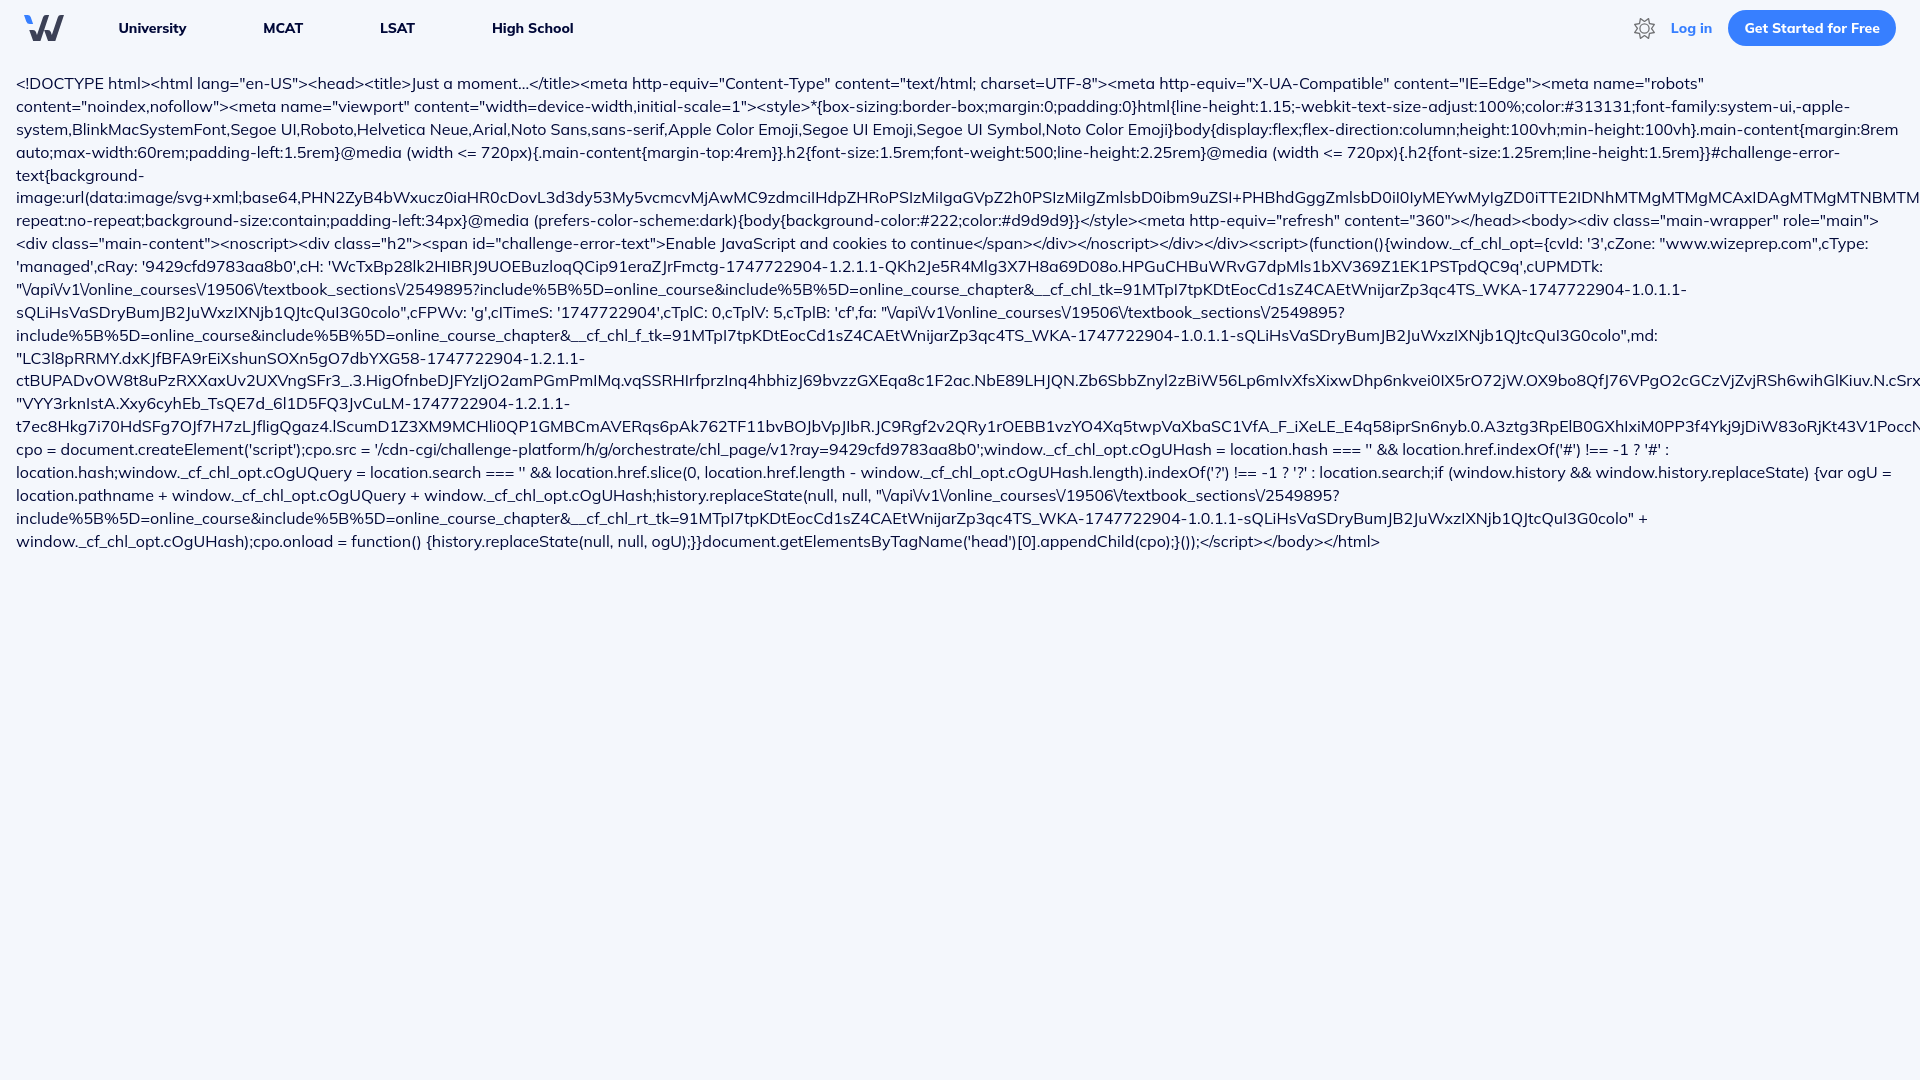 University
MCAT
LSAT
High School
Log in
Get Started for Free
<!DOCTYPE html><html lang="en-US"><head><title>Just a moment...</title><meta http-equiv="Content-Type" content="text/html; charset=UTF-8"><meta http-equiv="X-UA-Compatible" content="IE=Edge"><meta name="robots"
content="noindex,nofollow"><meta name="viewport" content="width=device-width,initial-scale=1"><style>*{box-sizing:border-box;margin:0;padding:0}html{line-height:1.15;-webkit-text-size-adjust:100%;color:#313131;font-family:system-ui,-apple-
system,BlinkMacSystemFont,Segoe UI,Roboto,Helvetica Neue,Arial,Noto Sans,sans-serif,Apple Color Emoji,Segoe UI Emoji,Segoe UI Symbol,Noto Color Emoji}body{display:flex;flex-direction:column;height:100vh;min-height:100vh}.main-content{margin:8rem
auto;max-width:60rem;padding-left:1.5rem}@media (width <= 720px){.main-content{margin-top:4rem}}.h2{font-size:1.5rem;font-weight:500;line-height:2.25rem}@media (width <= 720px){.h2{font-size:1.25rem;line-height:1.5rem}}#challenge-error-
text{background-
image:url(data:image/svg+xml;base64,PHN2ZyB4bWxucz0iaHR0cDovL3d3dy53My5vcmcvMjAwMC9zdmciIHdpZHRoPSIzMiIgaGVpZ2h0PSIzMiIgZmlsbD0ibm9uZSI+PHBhdGggZmlsbD0iI0IyMEYwMyIgZD0iTTE2IDNhMTMgMTMgMCAxIDAgMTMgMTNBMTM
repeat:no-repeat;background-size:contain;padding-left:34px}@media (prefers-color-scheme:dark){body{background-color:#222;color:#d9d9d9}}</style><meta http-equiv="refresh" content="360"></head><body><div class="main-wrapper" role="main">
<div class="main-content"><noscript><div class="h2"><span id="challenge-error-text">Enable JavaScript and cookies to continue</span></div></noscript></div></div><script>(function(){window._cf_chl_opt={cvId: '3',cZone: "www.wizeprep.com",cType:
'managed',cRay: '9429cfd9783aa8b0',cH: 'WcTxBp28lk2HIBRJ9UOEBuzloqQCip91eraZJrFmctg-1747722904-1.2.1.1-QKh2Je5R4Mlg3X7H8a69D08o.HPGuCHBuWRvG7dpMls1bXV369Z1EK1PSTpdQC9q',cUPMDTk:
"\/api\/v1\/online_courses\/19506\/textbook_sections\/2549895?include%5B%5D=online_course&include%5B%5D=online_course_chapter&__cf_chl_tk=91MTpI7tpKDtEocCd1sZ4CAEtWnijarZp3qc4TS_WKA-1747722904-1.0.1.1-
sQLiHsVaSDryBumJB2JuWxzIXNjb1QJtcQuI3G0colo",cFPWv: 'g',cITimeS: '1747722904',cTplC: 0,cTplV: 5,cTplB: 'cf',fa: "\/api\/v1\/online_courses\/19506\/textbook_sections\/2549895?
include%5B%5D=online_course&include%5B%5D=online_course_chapter&__cf_chl_f_tk=91MTpI7tpKDtEocCd1sZ4CAEtWnijarZp3qc4TS_WKA-1747722904-1.0.1.1-sQLiHsVaSDryBumJB2JuWxzIXNjb1QJtcQuI3G0colo",md:
"LC3l8pRRMY.dxKJfBFA9rEiXshunSOXn5gO7dbYXG58-1747722904-1.2.1.1-
ctBUPADvOW8t8uPzRXXaxUv2UXVngSFr3_.3.HigOfnbeDJFYzIjO2amPGmPmIMq.vqSSRHIrfprzInq4hbhizJ69bvzzGXEqa8c1F2ac.NbE89LHJQN.Zb6SbbZnyl2zBiW56Lp6mIvXfsXixwDhp6nkvei0IX5rO72jW.OX9bo8QfJ76VPgO2cGCzVjZvjRSh6wihGlKiuv.N.cSrx
"VYY3rknIstA.Xxy6cyhEb_TsQE7d_6l1D5FQ3JvCuLM-1747722904-1.2.1.1-
t7ec8Hkg7i70HdSFg7OJf7H7zLJfligQgaz4.lScumD1Z3XM9MCHli0QP1GMBCmAVERqs6pAk762TF11bvBOJbVpJIbR.JC9Rgf2v2QRy1rOEBB1vzYO4Xq5twpVaXbaSC1VfA_F_iXeLE_E4q58iprSn6nyb.0.A3ztg3RpElB0GXhIxiM0PP3f4Ykj9jDiW83oRjKt43V1PoccN
cpo = document.createElement('script');cpo.src = '/cdn-cgi/challenge-platform/h/g/orchestrate/chl_page/v1?ray=9429cfd9783aa8b0';window._cf_chl_opt.cOgUHash = location.hash === '' && location.href.indexOf('#') !== -1 ? '#' :
location.hash;window._cf_chl_opt.cOgUQuery = location.search === '' && location.href.slice(0, location.href.length - window._cf_chl_opt.cOgUHash.length).indexOf('?') !== -1 ? '?' : location.search;if (window.history && window.history.replaceState) {var ogU =
location.pathname + window._cf_chl_opt.cOgUQuery + window._cf_chl_opt.cOgUHash;history.replaceState(null, null, "\/api\/v1\/online_courses\/19506\/textbook_sections\/2549895?
include%5B%5D=online_course&include%5B%5D=online_course_chapter&__cf_chl_rt_tk=91MTpI7tpKDtEocCd1sZ4CAEtWnijarZp3qc4TS_WKA-1747722904-1.0.1.1-sQLiHsVaSDryBumJB2JuWxzIXNjb1QJtcQuI3G0colo" +
window._cf_chl_opt.cOgUHash);cpo.onload = function() {history.replaceState(null, null, ogU);}}document.getElementsByTagName('head')[0].appendChild(cpo);}());</script></body></html>